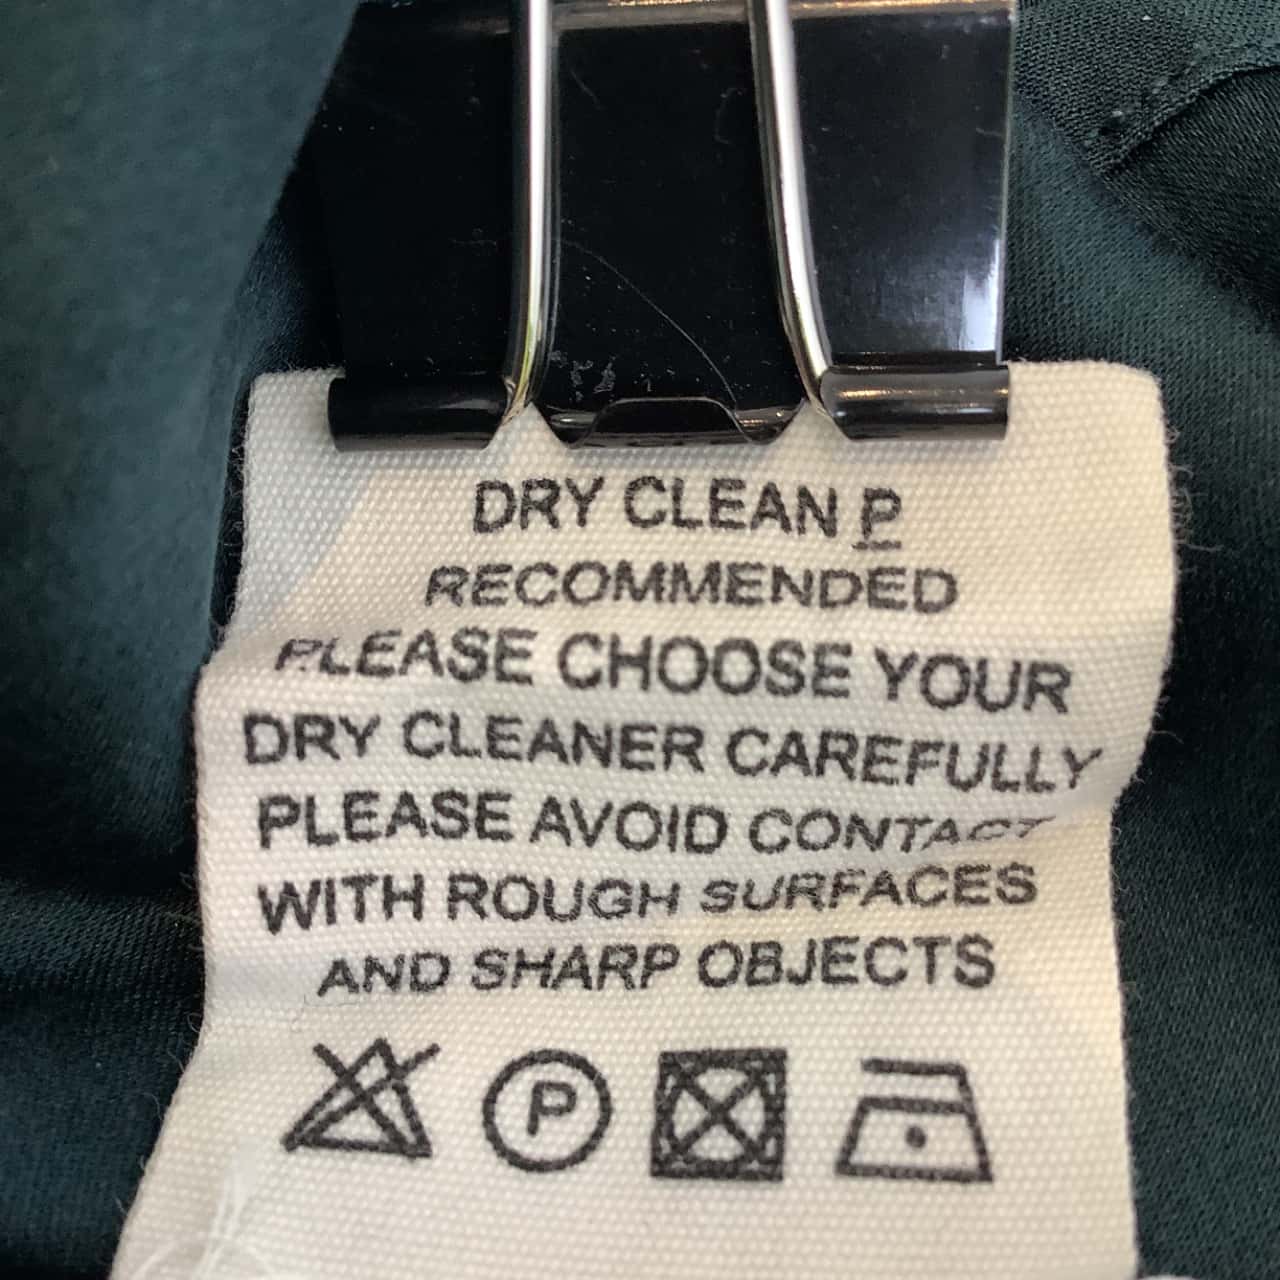 DRY CLEAN P
RECOMMENDED
PLEASE CHOOSE YOUR
DRY CLEANER CAREFULLY
PLEASE AVOID CONTACT
WITH ROUGH SURFACES
AND SHARP OBJECTS
P